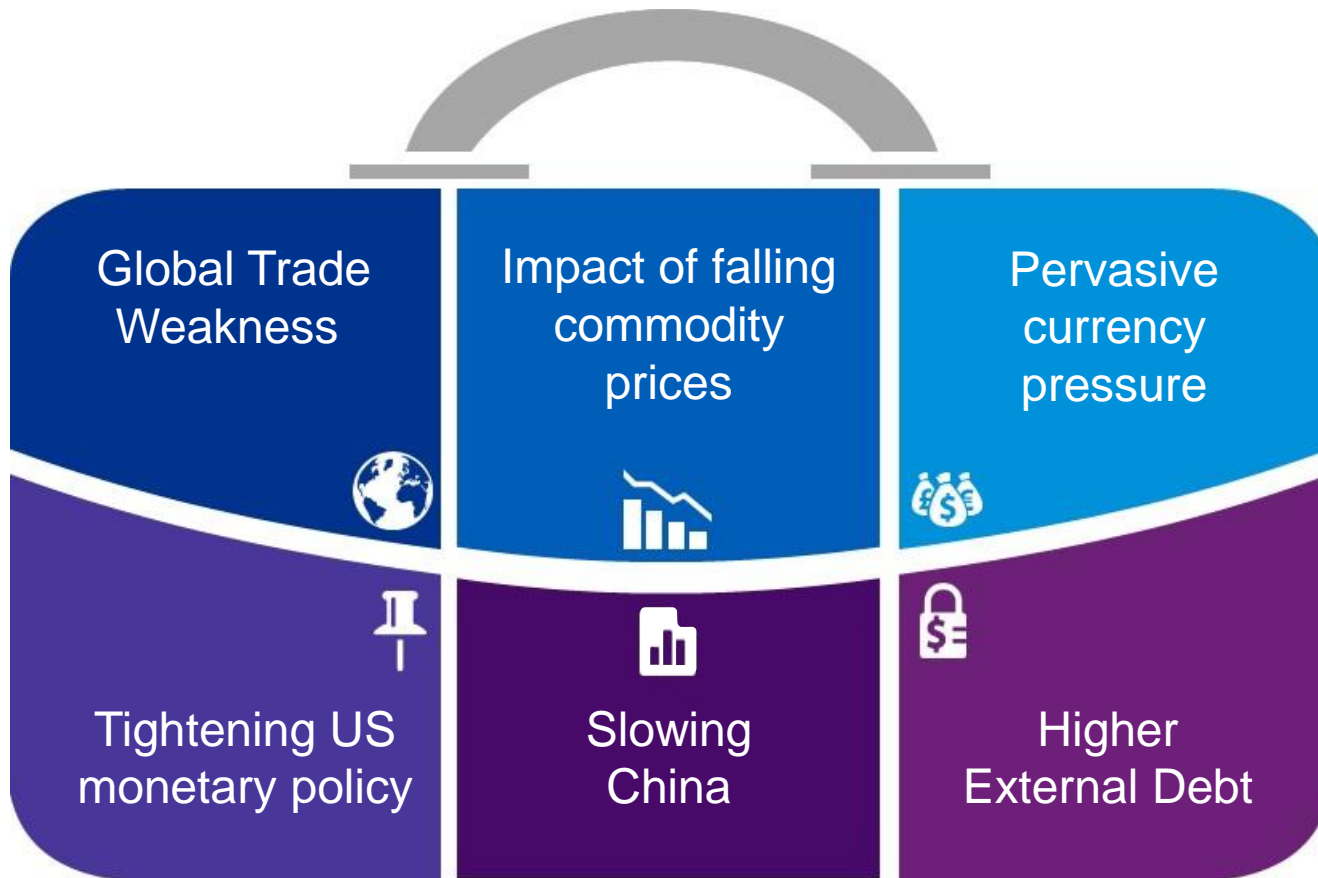 Global Trade
Weakness
Impact of falling
commodity
prices
Pervasive
currency
pressure
£$€
$=
Tightening US
monetary policy
Slowing
China
Higher
External Debt